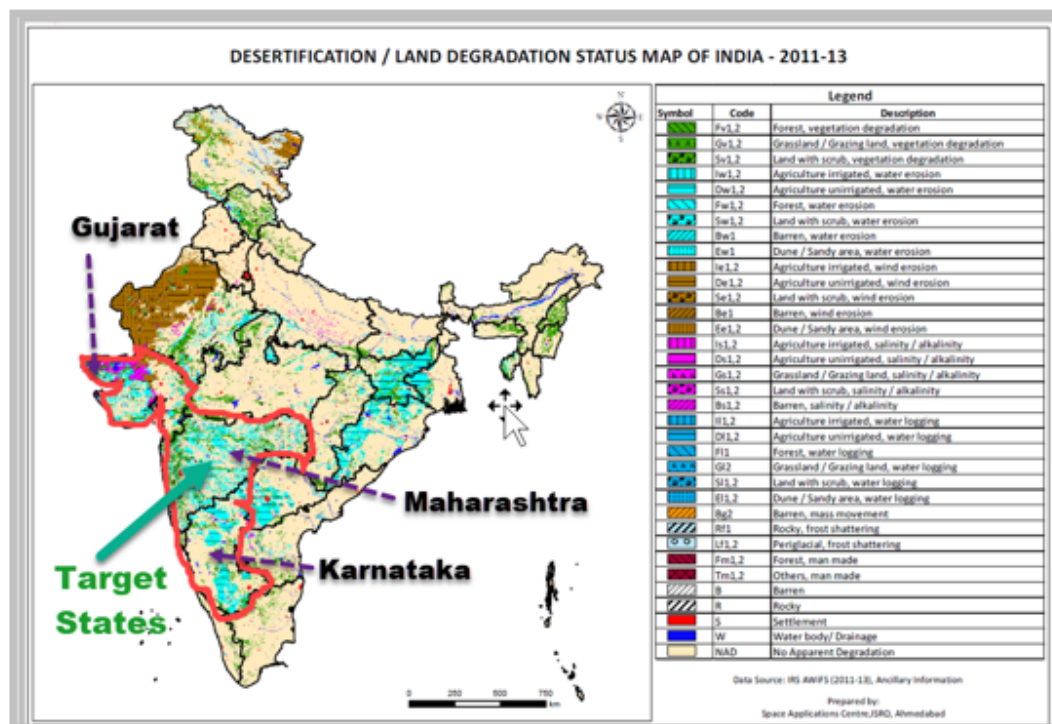 DESERTIFICATION / LAND DEGRADATION STATUS MAP OF INDIA - 2011-13
N
Gujarat
Maharashtra
Karnataka
Target
States
0 250 500 750
km
Legend
Symbol Code Description
Fv1,2 Forest, vegetation degradation
Gv1,2 Grassland / Grazing land, vegetation degradation
Sv1,2 Land with scrub, vegetation degradation
Iw1,2 Agriculture irrigated, water erosion
Dw1,2 Agriculture unirrigated, water erosion
Fw1,2 Forest, water erosion
Sw1,2 Land with scrub, water erosion
Bw1 Barren, water erosion
Ew1 Dune / Sandy area, water erosion
Ie1,2 Agriculture irrigated, wind erosion
De1,2 Agriculture unirrigated, wind erosion
Se1,2 Land with scrub, wind erosion
Be1 Barren, wind erosion
Ee1,2 Dune / Sandy area, wind erosion
Is1,2 Agriculture irrigated, salinity / alkalinity
Ds1,2 Agriculture unirrigated, salinity / alkalinity
Gs1,2 Grassland / Grazing land, salinity / alkalinity
Ss1,2 Land with scrub, salinity / alkalinity
Bs1,2 Barren, salinity / alkalinity
Il1,2 Agriculture irrigated, water logging
Dl1,2 Agriculture unirrigated, water logging
Fl1 Forest, water logging
Gl2 Grassland / Grazing land, water logging
Sl1,2 Land with scrub, water logging
El1,2 Dune / Sandy area, water logging
Bg2 Barren, mass movement
Rf1 Rocky, frost shattering
Lf1,2 Periglacial, frost shattering
Fm1,2 Forest, man made
Tm1,2 Others, man made
B Barren
R Rocky
S Settlement
W Water body/ Drainage
NAD No Apparent Degradation
Data Source: IRS AWiFS (2011-13), Ancillary Information
Prepared by:
Space Applications Centre,ISRO, Ahmedabad